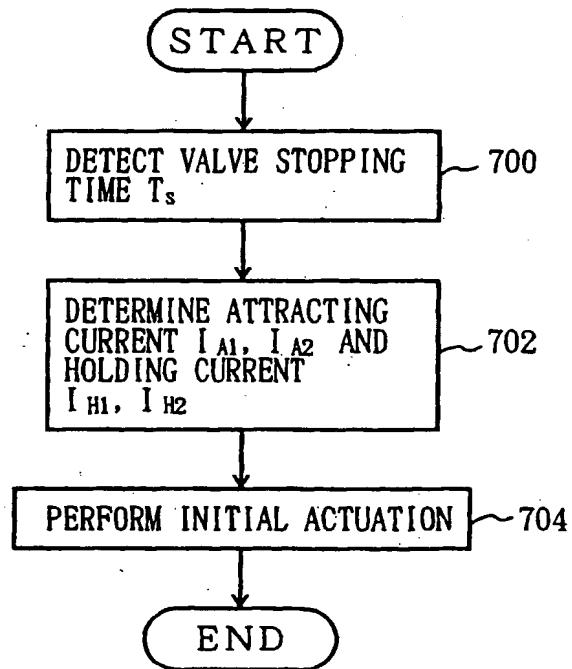 START
DETECT VALVE STOPPING
TIME Ts
700
DETERMINE ATTRACTING
CURRENT IA1, IA2 AND
HOLDING CURRENT
IH1, IH2
702
PERFORM INITIAL ACTUATION
704
END